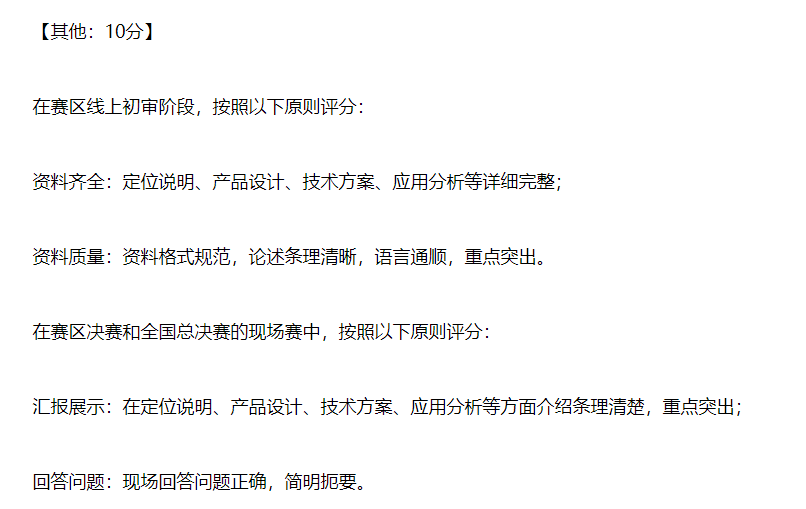 【其他：10分】
在赛区线上初审阶段，按照以下原则评分：
资料齐全：定位说明、产品设计、技术方案、应用分析等详细完整；
资料质量：资料格式规范，论述条理清晰，语言通顺，重点突出。
在赛区决赛和全国总决赛的现场赛中，按照以下原则评分：
汇报展示：在定位说明、产品设计、技术方案、应用分析等方面介绍条理清楚，重点突出；
回答问题：现场回答问题正确，简明扼要。